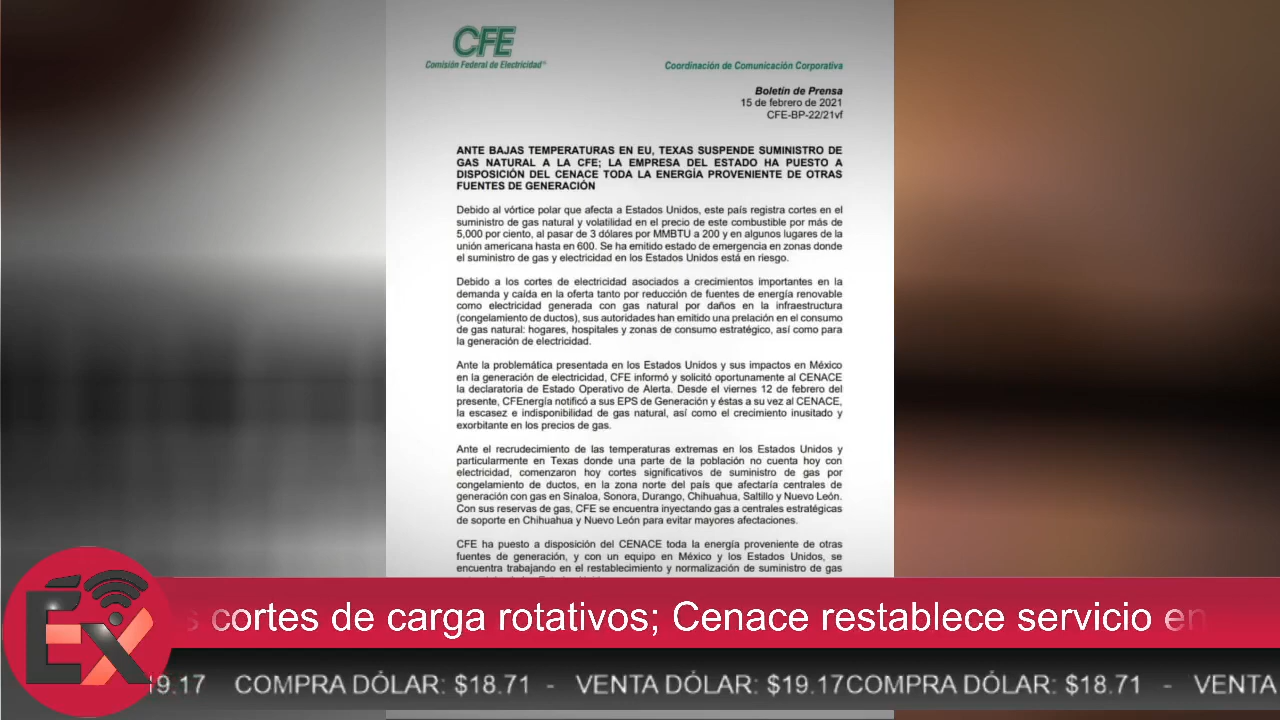 CFE
Comisión Federal de Electricidad®
Coordinación de Comunicación Corporativa
Boletín de Prensa
15 de febrero de 2021
CFE-BP-22/21vf
ANTE BAJAS TEMPERATURAS EN EU, TEXAS SUSPENDE SUMINISTRO DE
GAS NATURAL A LA CFE; LA EMPRESA DEL ESTADO HA PUESTO A
DISPOSICIÓN DEL CENACE TODA LA ENERGÍA PROVENIENTE DE OTRAS
FUENTES DE GENERACIÓN
Debido al vórtice polar que afecta a Estados Unidos, este país registra cortes en el
suministro de gas natural y volatilidad en el precio de este combustible por más de
5,000 por ciento, al pasar de 3 dólares por MMBTU a 200 y en algunos lugares de la
unión americana hasta en 600. Se ha emitido estado de emergencia en zonas donde
el suministro de gas y electricidad en los Estados Unidos está en riesgo.
Debido a los cortes de electricidad asociados a crecimientos importantes en la
demanda y caída en la oferta tanto por reducción de fuentes de energía renovable
como electricidad generada con gas natural por daños en la infraestructura
(congelamiento de ductos), sus autoridades han emitido una prelación en el consumo
de gas natural: hogares, hospitales y zonas de consumo estratégico, así como para
la generación de electricidad.
Ante la problemática presentada en los Estados Unidos y sus impactos en México
en la generación de electricidad, CFE informó y solicitó oportunamente al CENACE
la declaratoria de Estado Operativo de Alerta. Desde el viernes 12 de febrero del
presente, CFEnergía notificó a sus EPS de Generación y éstas a su vez al CENACE,
la escasez e indisponibilidad de gas natural, así como el crecimiento inusitado y
exorbitante en los precios de gas.
Ante el recrudecimiento de las temperaturas extremas en los Estados Unidos y
particularmente en Texas donde una parte de la población no cuenta hoy con
electricidad, comenzaron hoy cortes significativos de suministro de gas por
congelamiento de ductos, en la zona norte del país que afectaría centrales de
generación con gas en Sinaloa, Sonora, Durango, Chihuahua, Saltillo y Nuevo León.
Con sus reservas de gas, CFE se encuentra inyectando gas a centrales estratégicas
de soporte en Chihuahua y Nuevo León para evitar mayores afectaciones.
CFE ha puesto a disposición del CENACE toda la energía proveniente de otras
fuentes de generación, y con un equipo en México y los Estados Unidos, se
encuentra trabajando en el restablecimiento y normalización de suministro de gas
ÉX
s cortes de carga rotativos; Cenace restablece servicio en
19.17 COMPRA DÓLAR: $18.71 - VENTA DÓLAR: $19.17COMPRA DÓLAR: $18.71 - VENTA